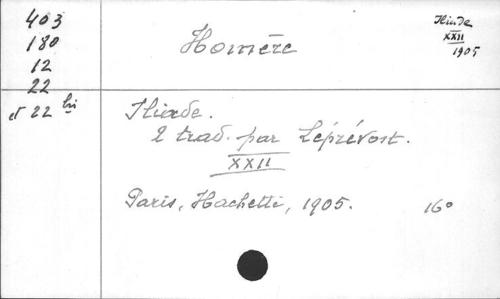 403
180
12
22
et 22 bis
Homère
Iliade
XXII
1905
Iliade.
2 trad. par Leprévost.
XXII
Paris, Hachette, 1905. 16°